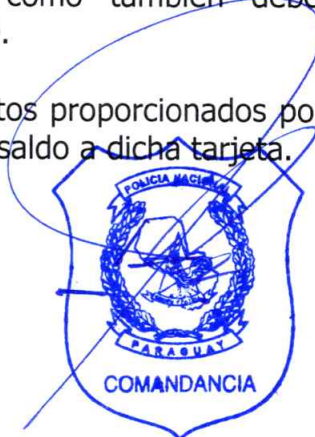 como también debe
.
tos proporcionados po
saldo a dicha tarjeta.
POLICIA NACIONAL
PARAGUAY
COMANDANCIA